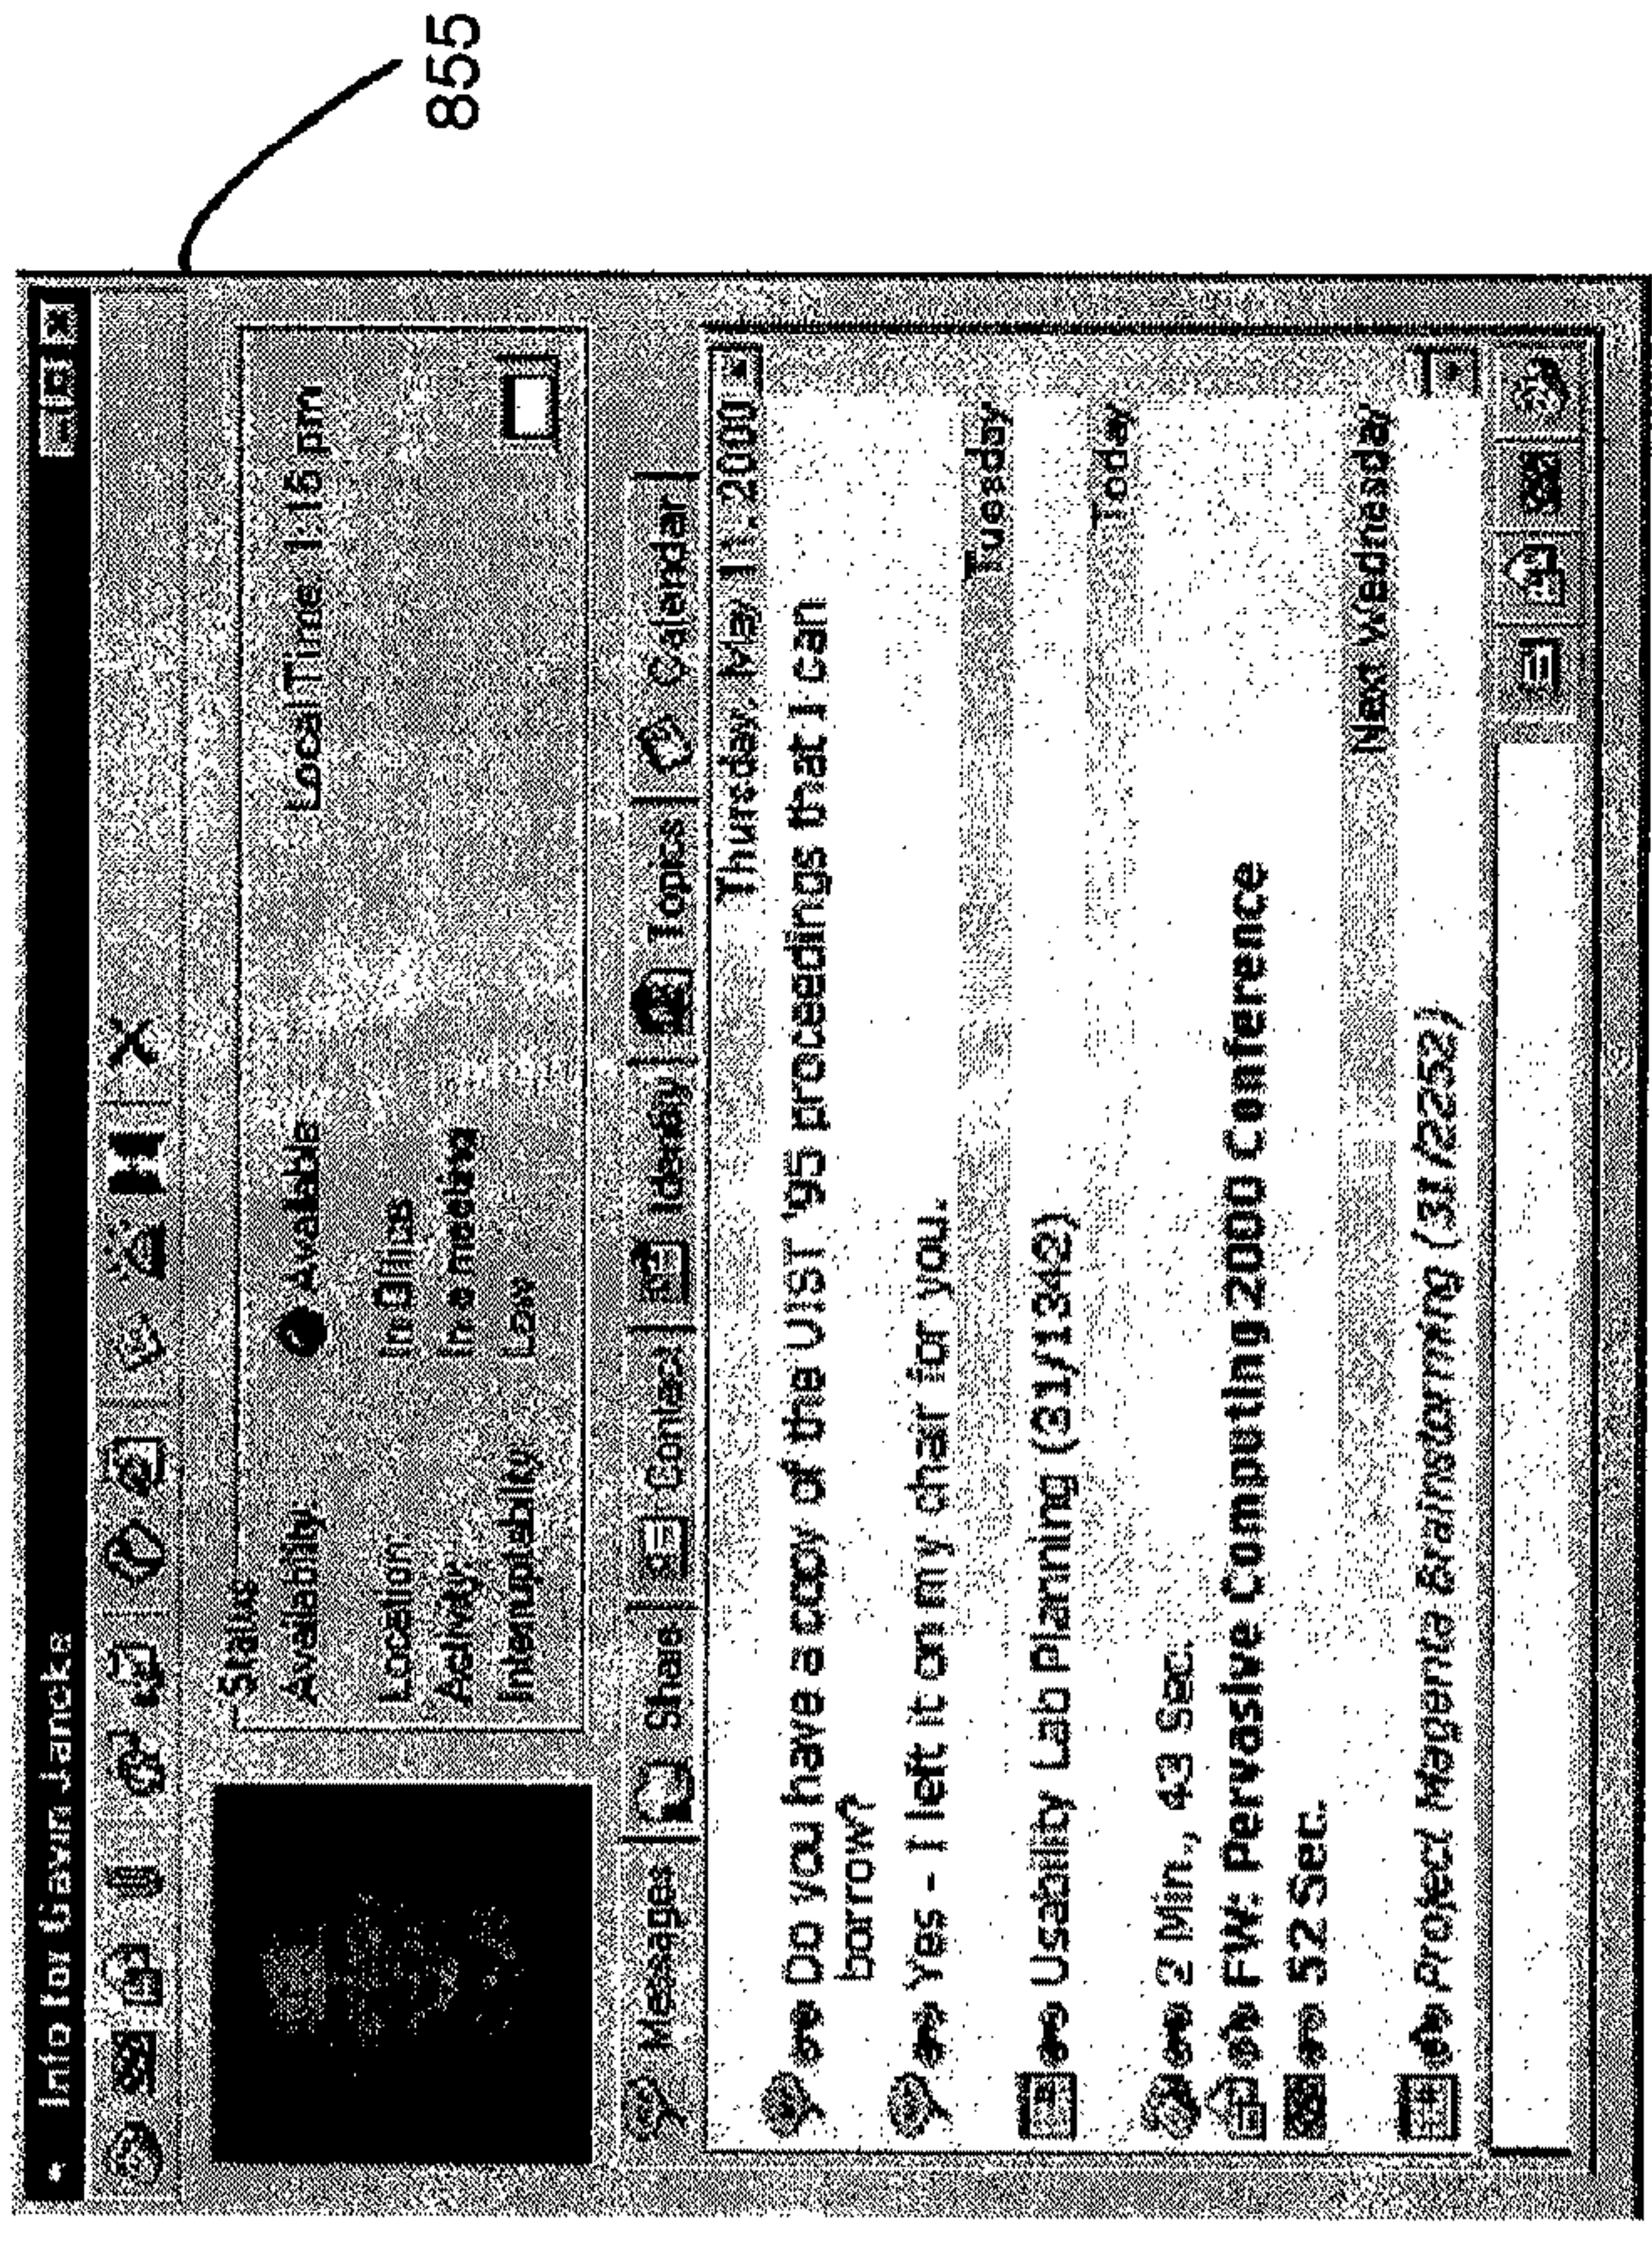 855
Info for Gavin Jancke
Status
Availability: Available
Local Time: 1:16 pm
Location: In Office
Activity: In a meeting
Interruptability: Low
Messages Share Contact Identity Topics Calendar
Thursday, May 11, 2000
Do you have a copy of the UIST '95 proceedings that I can
borrow?
Yes - I left it on my chair for you.
Tuesday
Usability Lab Planning (31/1342)
Today
2 Min., 43 Sec.
FW: Pervasive Computing 2000 Conference
52 Sec.
Next Wednesday
Project Magenta Brainstorming (31/2252)